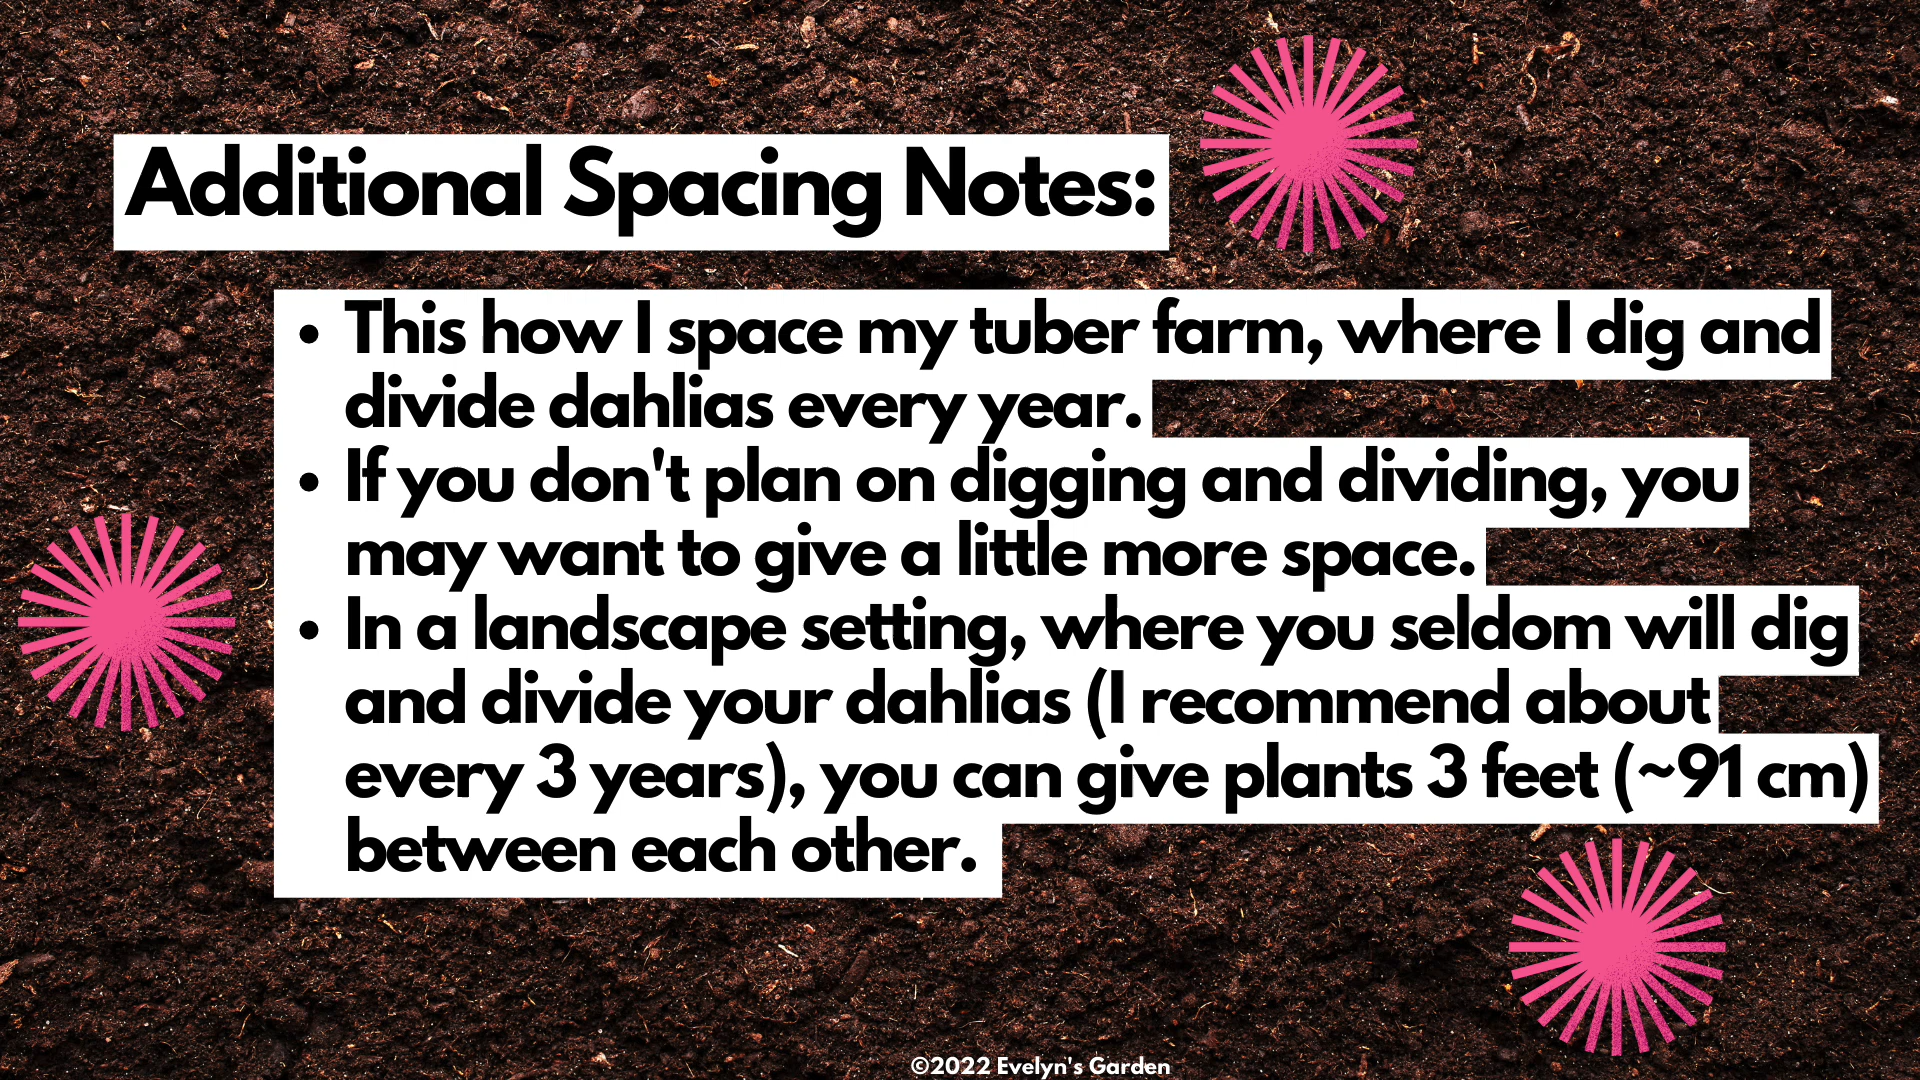 Additional Spacing Notes:
• This how I space my tuber farm, where I dig and
divide dahlias every year.
• If you don't plan on digging and dividing, you
may want to give a little more space.
• In a landscape setting, where you seldom will dig
and divide your dahlias (I recommend about
every 3 years), you can give plants 3 feet (~91 cm)
between each other.
©2022 Evelyn's Garden